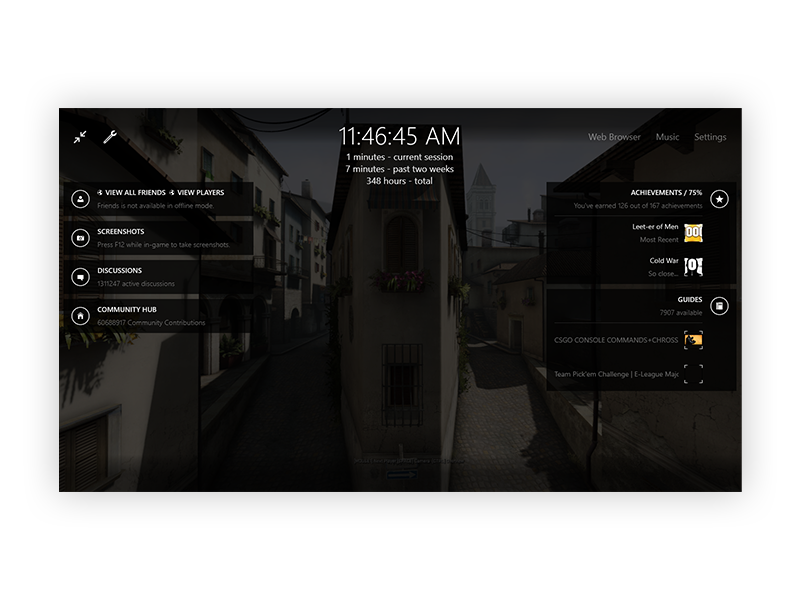 11:46:45 AM
1 minutes - current session
7 minutes - past two weeks
348 hours - total
Web Browser Music Settings
VIEW ALL FRIENDS VIEW PLAYERS
Friends is not available in offline mode.
SCREENSHOTS
Press F12 while in-game to take screenshots.
DISCUSSIONS
1311247 active discussions
COMMUNITY HUB
60688917 Community Contributions
ACHIEVEMENTS / 75%
You've earned 126 out of 167 achievements
Leet-er of Men
Most Recent
Cold War
So close...
GUIDES
7907 available
CSGO CONSOLE COMMANDS+CHROSS
Team Pick'em Challenge | E-League Majo